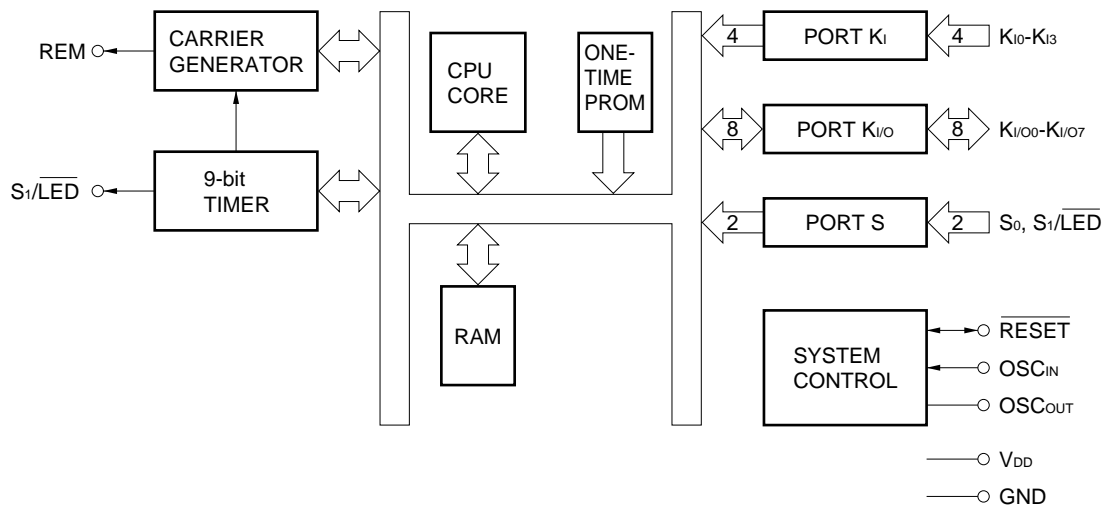 REM
CARRIER
GENERATOR
S1/LED
9-bit
TIMER
CPU
CORE
ONE-
TIME
PROM
RAM
4
PORT KI
4
KI0-KI3
8
PORT KI/O
8
KI/O0-KI/O7
2
PORT S
2
S0, S1/LED
SYSTEM
CONTROL
RESET
OSCIN
OSCOUT
VDD
GND